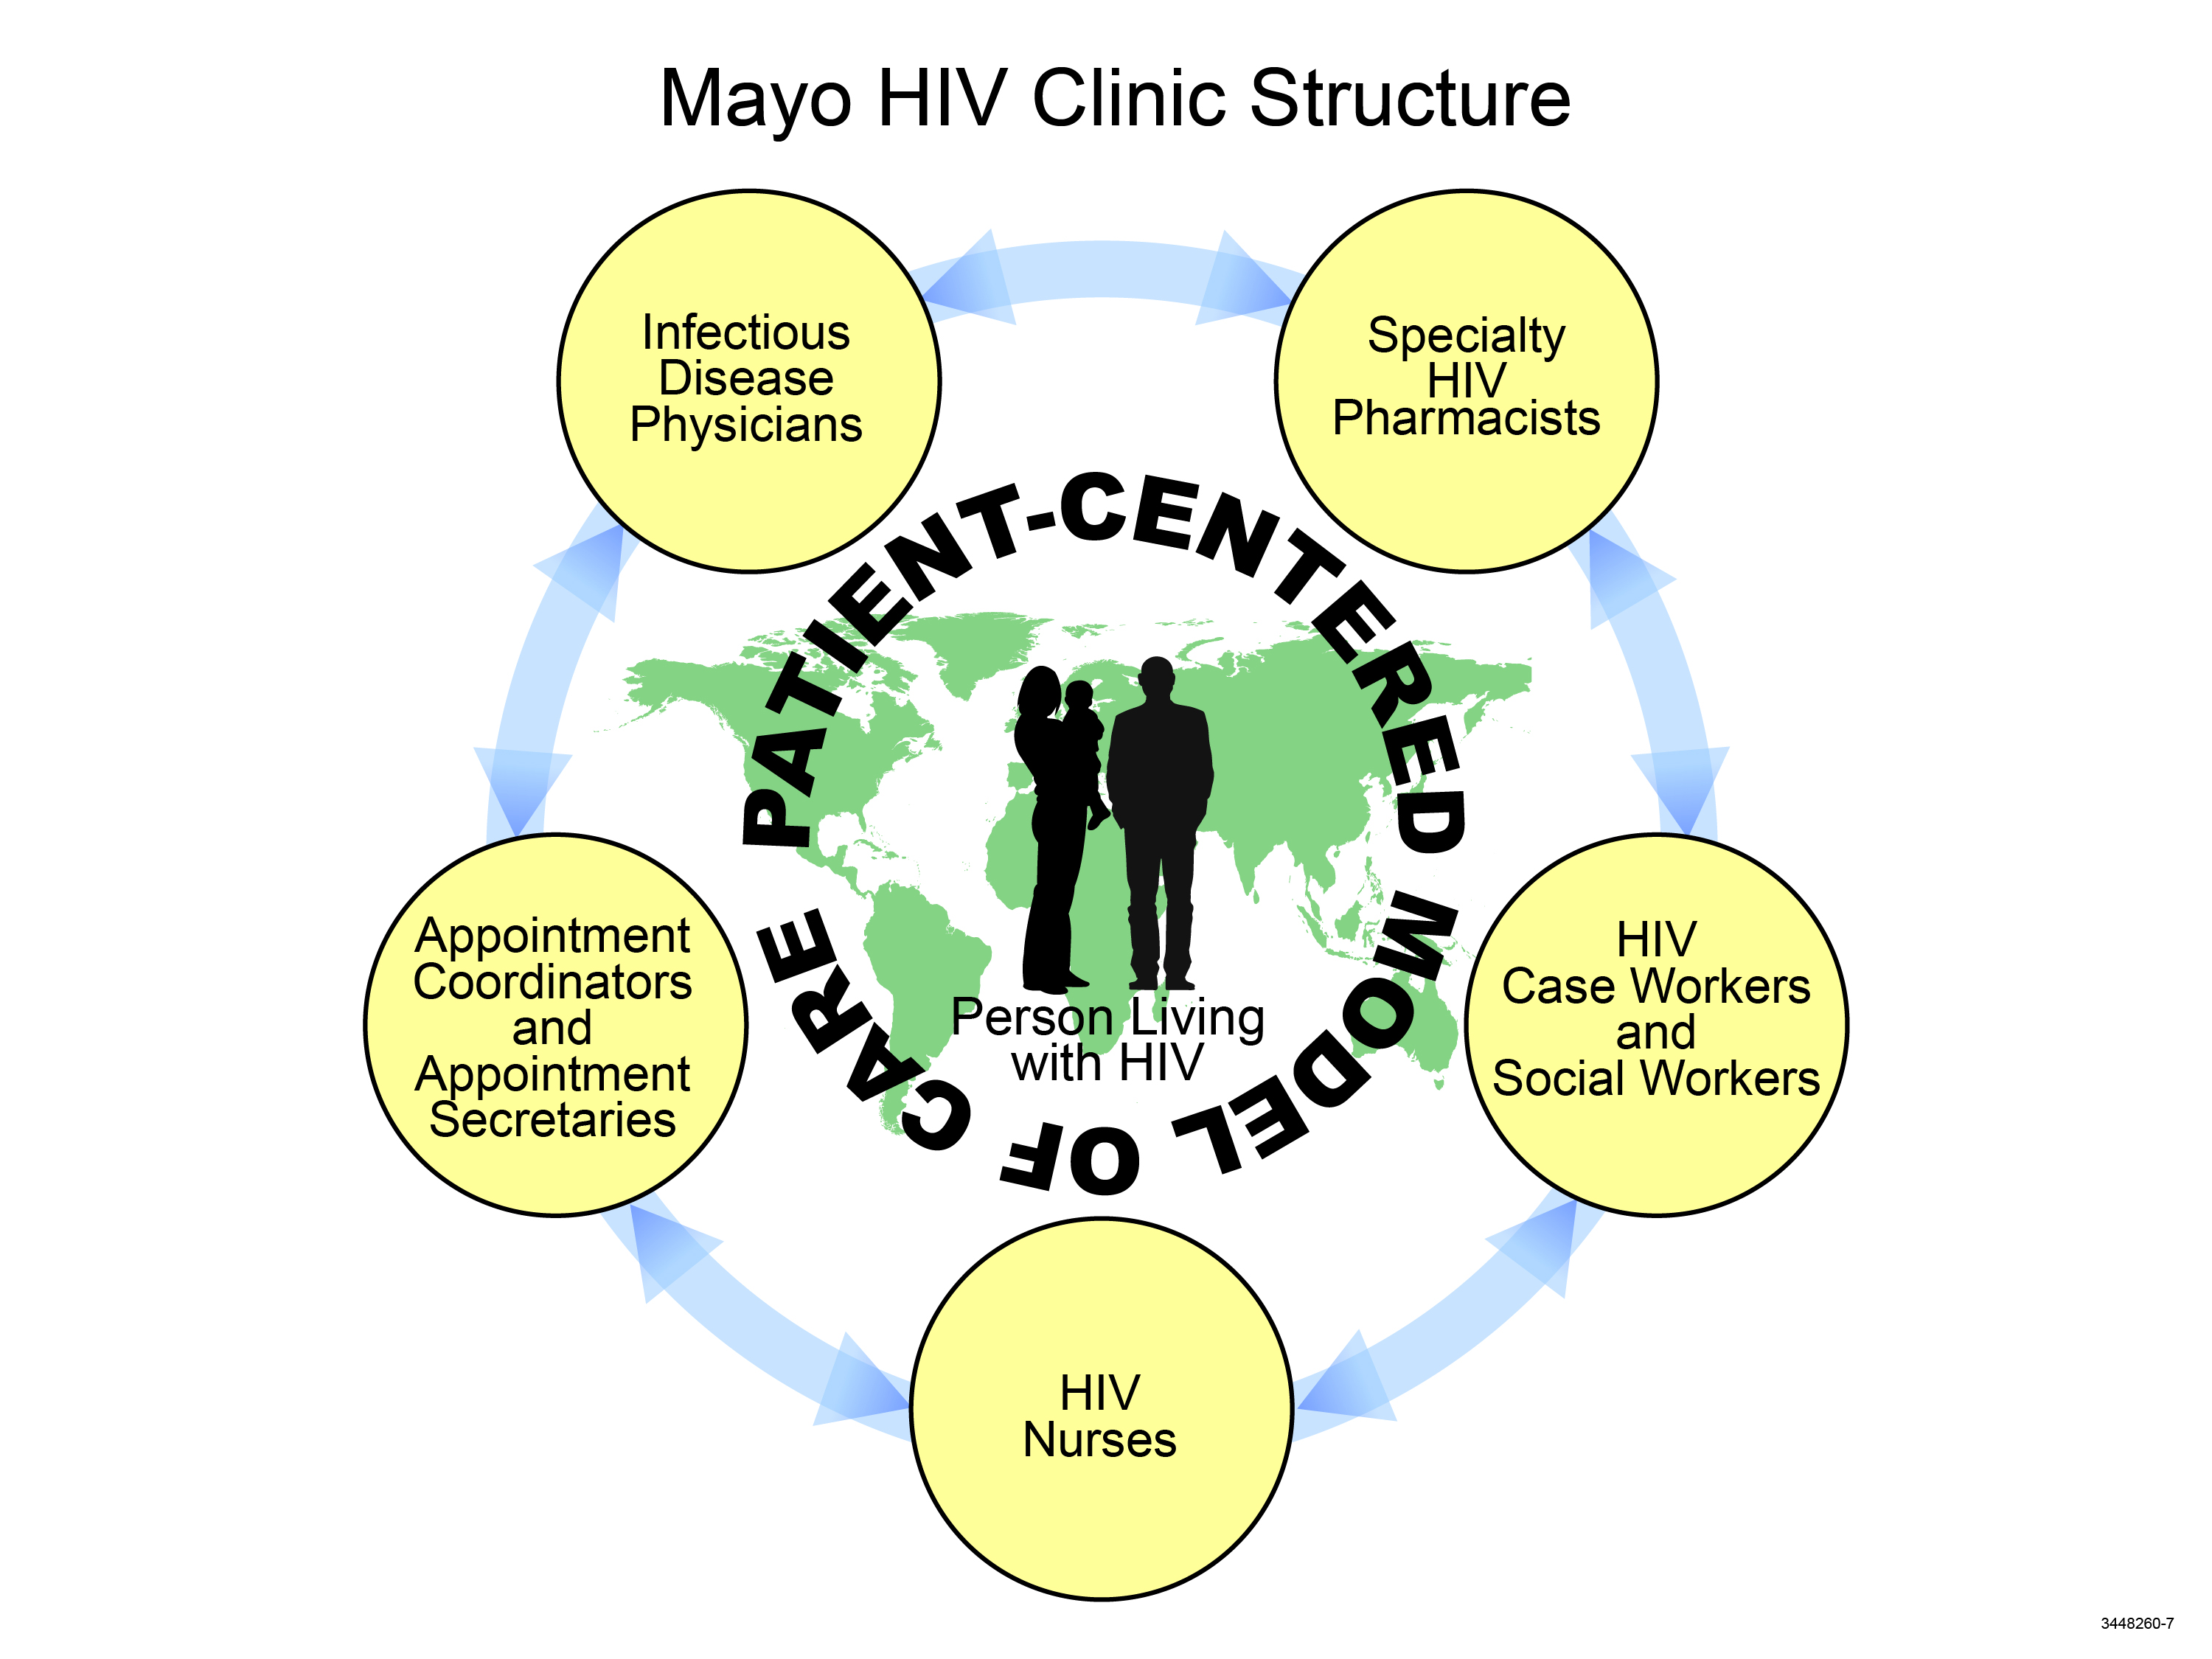 Mayo HIV Clinic Structure
Infectious
Disease
Physicians
Specialty
HIV
Pharmacists
PATIENT-CENTERED MODEL OF CARE
Person Living
with HIV
Appointment
Coordinators
and
Appointment
Secretaries
HIV
Case Workers
and
Social Workers
HIV
Nurses
3448260-7